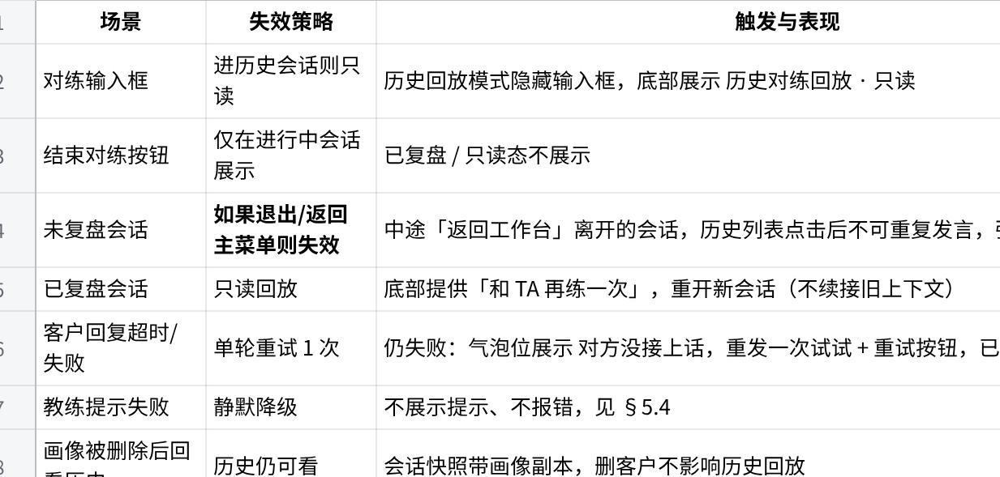 场景 失效策略 触发与表现
对练输入框 进历史会话则只 历史回放模式隐藏输入框，底部展示 历史对练回放 · 只读
读
结束对练按钮 仅在进行中会话 已复盘 / 只读态不展示
展示
未复盘会话 如果退出/返回 中途「返回工作台」离开的会话，历史列表点击后不可重复发言，
主菜单则失效
已复盘会话 只读回放 底部提供「和 TA 再练一次」，重开新会话（不续接旧上下文）
客户回复超时/ 单轮重试 1 次 仍失败：气泡位展示 对方没接上话，重发一次试试 + 重试按钮，已
失败
教练提示失败 静默降级 不展示提示、不报错，见 §5.4
画像被删除后回 历史仍可看 会话快照带画像副本，删客户不影响历史回放
看历史